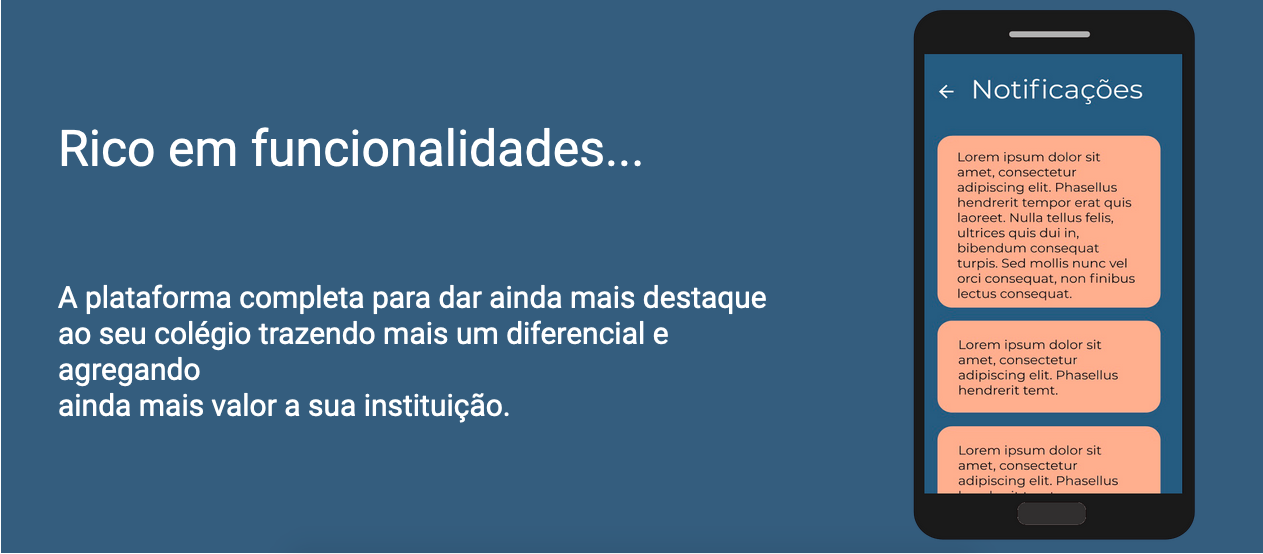 Rico em funcionalidades...
A plataforma completa para dar ainda mais destaque
ao seu colégio trazendo mais um diferencial e
agregando
ainda mais valor a sua instituição.
Notificações
Lorem ipsum dolor sit
amet, consectetur
adipiscing elit. Phasellus
hendrerit tempor erat quis
laoreet. Nulla tellus felis,
ultrices quis dui in,
bibendum consequat
turpis. Sed mollis nunc vel
orci consequat, non finibus
lectus consequat.
Lorem ipsum dolor sit
amet, consectetur
adipiscing elit. Phasellus
hendrerit temt.
Lorem ipsum dolor sit
amet, consectetur
adipiscing elit. Phasellus